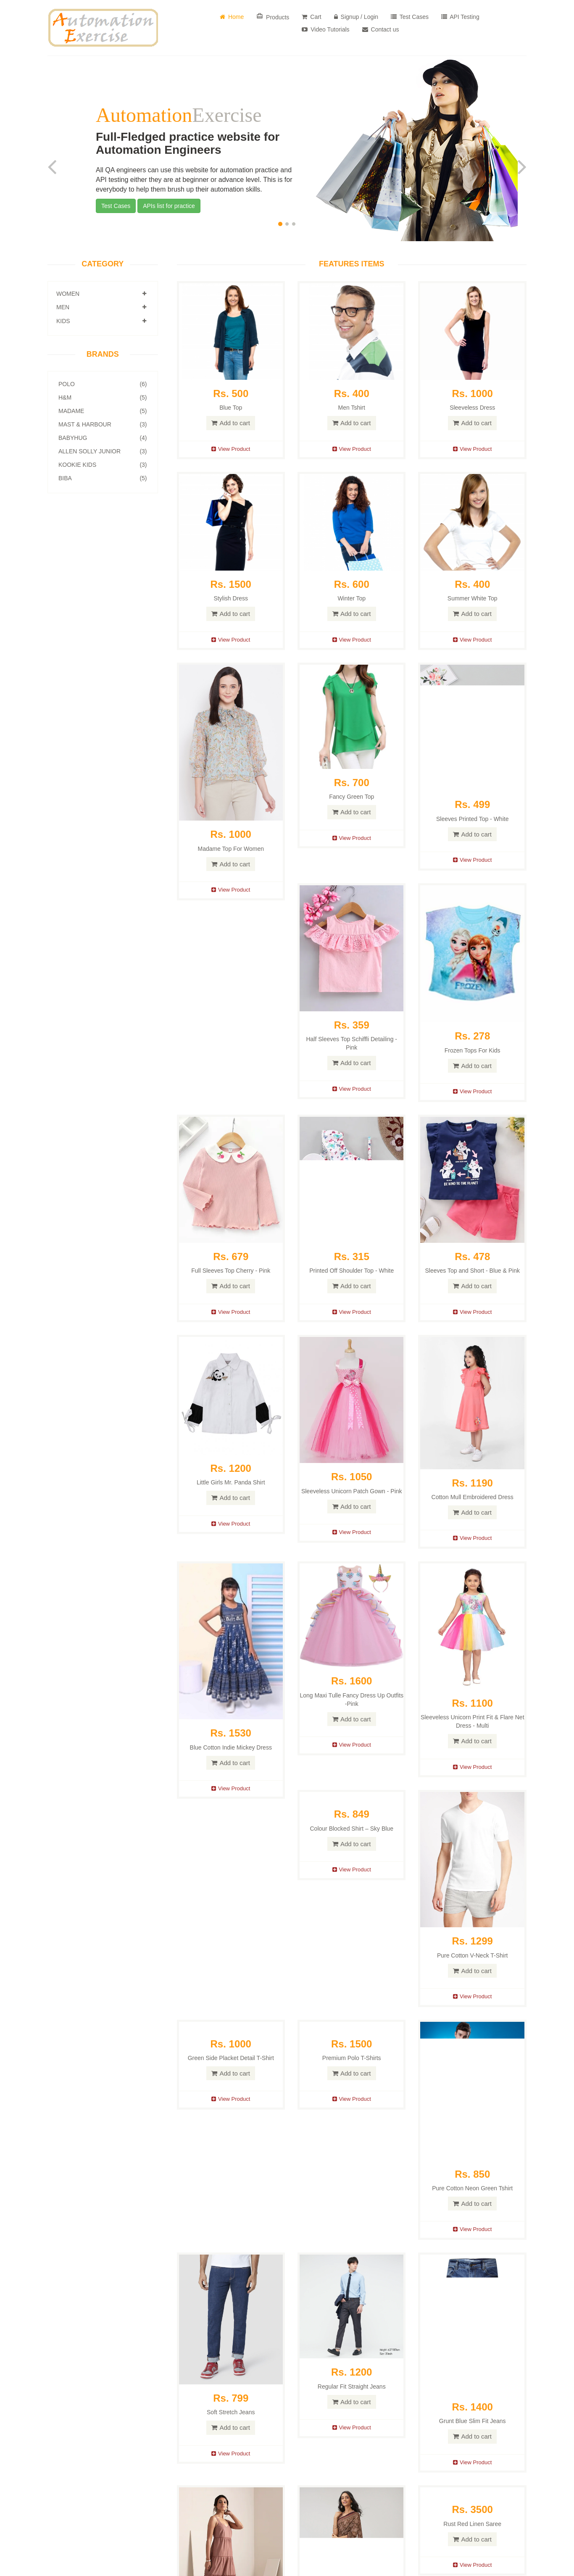 Automation
Exercise
Home
Products
Cart
Signup / Login
Test Cases
API Testing
Video Tutorials
Contact us
AutomationExercise
Full-Fledged practice website for
Automation Engineers
All QA engineers can use this website for automation practice and
API testing either they are at beginner or advance level. This is for
everybody to help them brush up their automation skills.
Test Cases
APIs list for practice
CATEGORY
WOMEN
MEN
KIDS
BRANDS
POLO (6)
H&M (5)
MADAME (5)
MAST & HARBOUR (3)
BABYHUG (4)
ALLEN SOLLY JUNIOR (3)
KOOKIE KIDS (3)
BIBA (5)
FEATURES ITEMS
Rs. 500
Blue Top
Add to cart
View Product
Rs. 400
Men Tshirt
Add to cart
View Product
Rs. 1000
Sleeveless Dress
Add to cart
View Product
Rs. 1500
Stylish Dress
Add to cart
View Product
Rs. 600
Winter Top
Add to cart
View Product
Rs. 400
Summer White Top
Add to cart
View Product
Rs. 1000
Madame Top For Women
Add to cart
View Product
Rs. 700
Fancy Green Top
Add to cart
View Product
Rs. 499
Sleeves Printed Top - White
Add to cart
View Product
Rs. 359
Half Sleeves Top Schiffli Detailing -
Pink
Add to cart
View Product
FROZEN
Rs. 278
Frozen Tops For Kids
Add to cart
View Product
Rs. 679
Full Sleeves Top Cherry - Pink
Add to cart
View Product
Rs. 315
Printed Off Shoulder Top - White
Add to cart
View Product
Rs. 478
Sleeves Top and Short - Blue & Pink
Add to cart
View Product
Rs. 1200
Little Girls Mr. Panda Shirt
Add to cart
View Product
Rs. 1050
Sleeveless Unicorn Patch Gown - Pink
Add to cart
View Product
Rs. 1190
Cotton Mull Embroidered Dress
Add to cart
View Product
Rs. 1530
Blue Cotton Indie Mickey Dress
Add to cart
View Product
Rs. 1600
Long Maxi Tulle Fancy Dress Up Outfits
-Pink
Add to cart
View Product
Rs. 1100
Sleeveless Unicorn Print Fit & Flare Net
Dress - Multi
Add to cart
View Product
Rs. 849
Colour Blocked Shirt – Sky Blue
Add to cart
View Product
Rs. 1299
Pure Cotton V-Neck T-Shirt
Add to cart
View Product
Rs. 1000
Green Side Placket Detail T-Shirt
Add to cart
View Product
Rs. 1500
Premium Polo T-Shirts
Add to cart
View Product
Rs. 850
Pure Cotton Neon Green Tshirt
Add to cart
View Product
Rs. 799
Soft Stretch Jeans
Add to cart
View Product
Rs. 1200
Regular Fit Straight Jeans
Add to cart
View Product
Rs. 1400
Grunt Blue Slim Fit Jeans
Add to cart
View Product
Rs. 3500
Rust Red Linen Saree
Add to cart
View Product